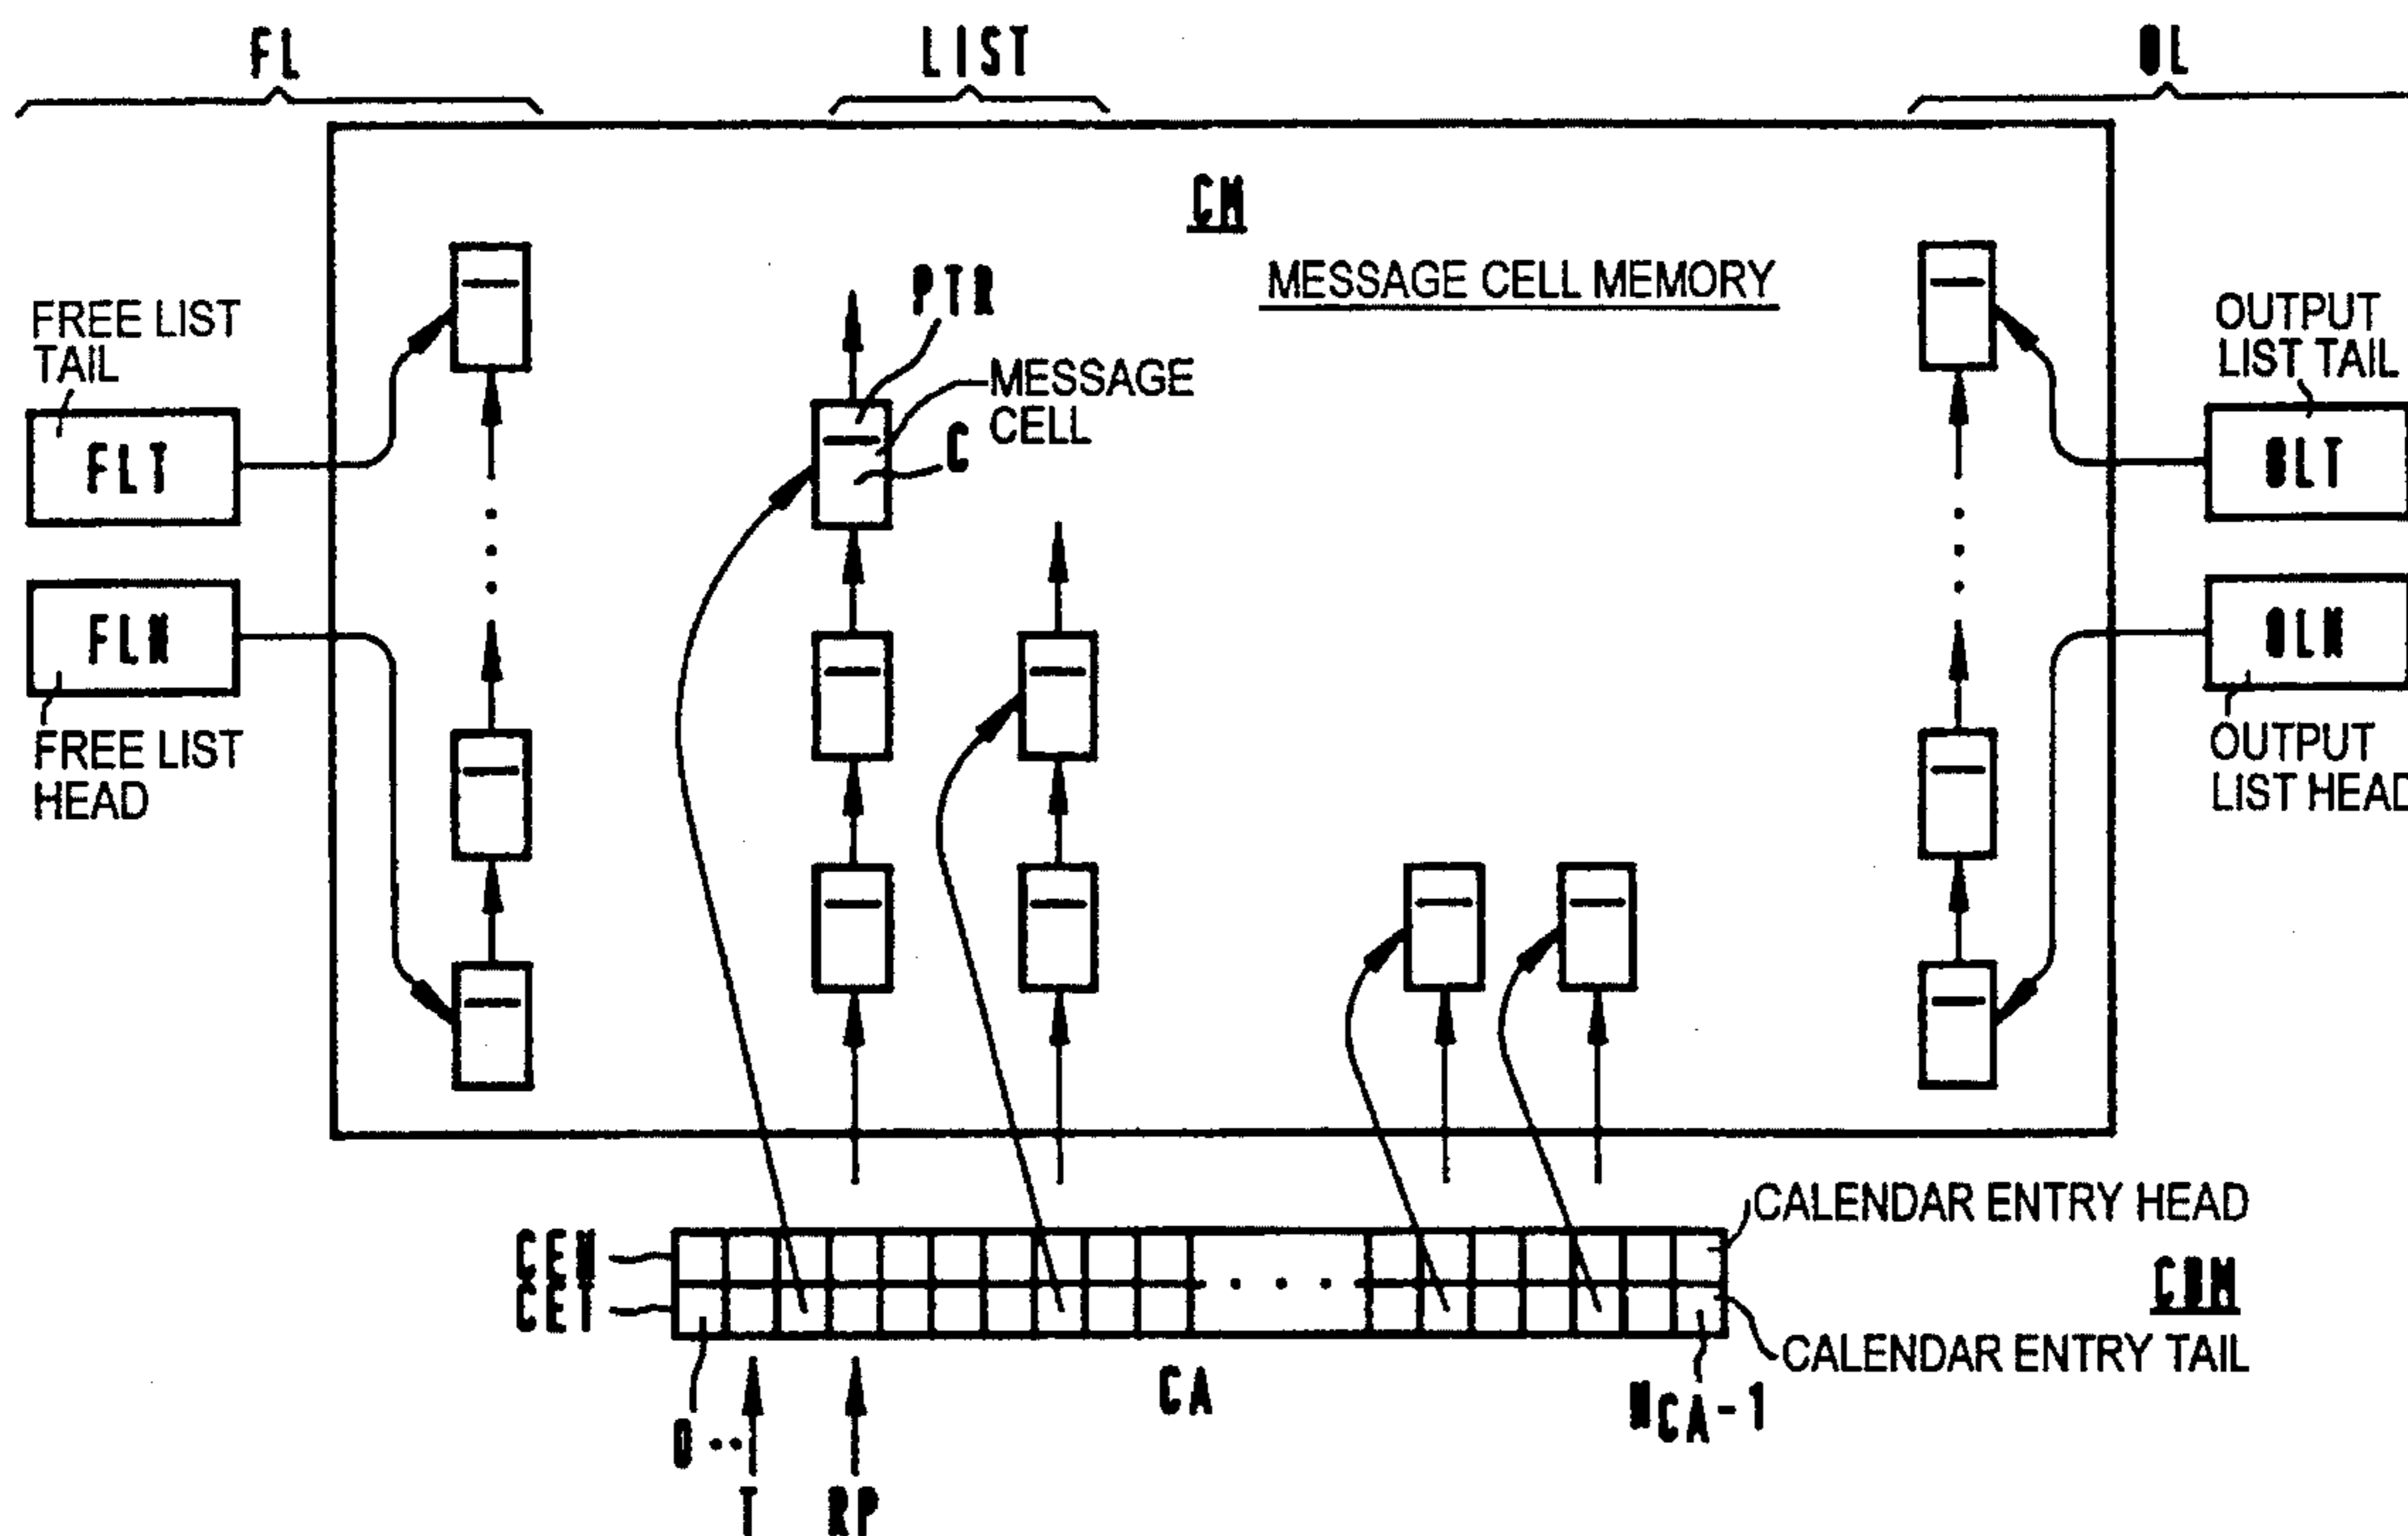 FL
LIST
OL
CM
MESSAGE CELL MEMORY
PTR
MESSAGE
CELL
C
FREE LIST
TAIL
FLT
FLH
FREE LIST
HEAD
OUTPUT
LIST TAIL
OLT
OLH
OUTPUT
LIST HEAD
CEH
CET
CALENDAR ENTRY HEAD
CBM
CALENDAR ENTRY TAIL
0 ··
T
RP
CA
NCA-1